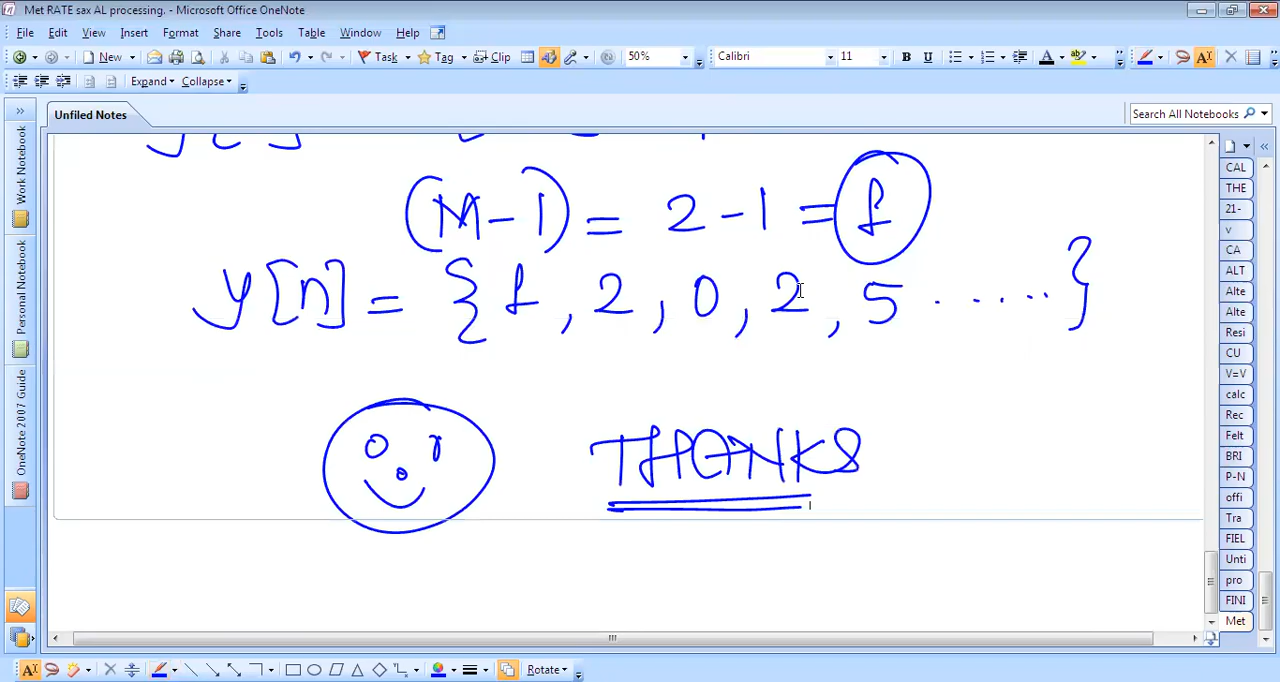 Met RATE sax AL processing. - Microsoft Office OneNote
File Edit View Insert Format Share Tools Table Window Help
New Task Tag Clip 50% Calibri 11 B U A ab A
Expand Collapse
Unfiled Notes
Search All Notebooks
Work Notebook
Personal Notebook
OneNote 2007 Guide
y[]
(M-1) = 2-1 = 1
y[n] = {1, 2, 0, 2, 5 ......}
THANKS
CAL
THE
21-
v
CA
ALT
Alte
Alte
Resi
CU
V=V
calc
Rec
Felt
BRI
P-N
offi
Tra
FIEL
Unti
pro
FINI
Met
A Rotate